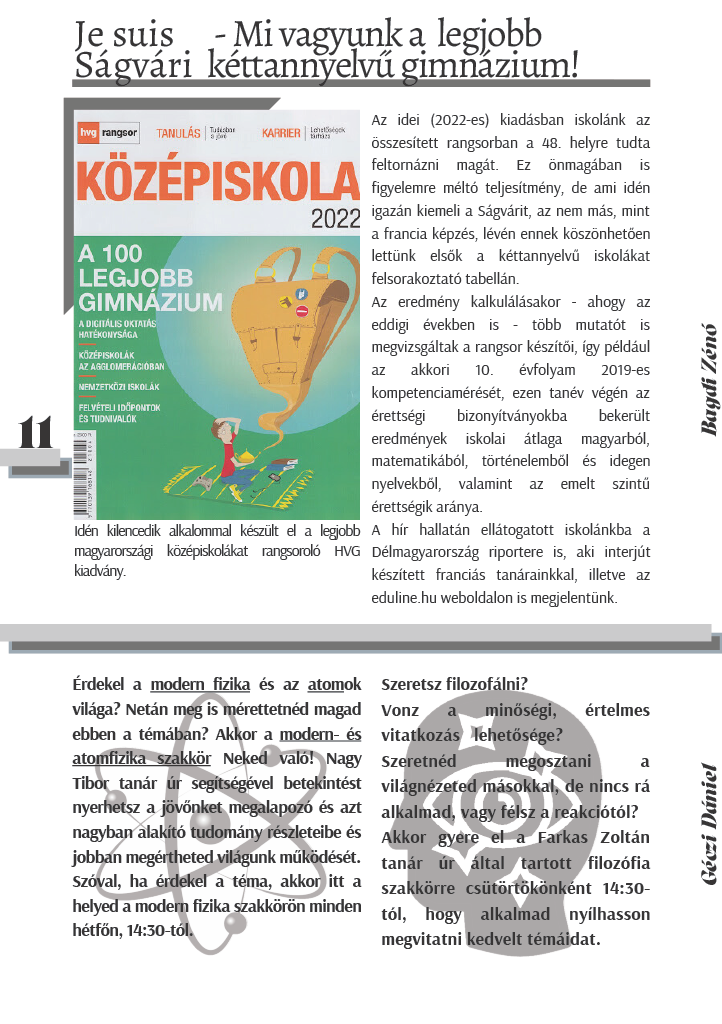 Je suis - Mi vagyunk a legjobb
Ságvári kéttannyelvű gimnázium!
hvg rangsor
TANULÁS
Tudásban
a jövő
KARRIER
Lehetőségek
tárháza
KÖZÉPISKOLA
2022
A 100
LEGJOBB
GIMNÁZIUM
A DIGITÁLIS OKTATÁS
HATÉKONYSÁGA
KÖZÉPISKOLÁK
AZ AGGLOMERÁCIÓBAN
NEMZETKÖZI ISKOLÁK
FELVÉTELI IDŐPONTOK
ÉS TUDNIVALÓK
Idén kilencedik alkalommal készült el a legjobb
magyarországi középiskolákat rangsoroló HVG
kiadvány.
Az idei (2022-es) kiadásban iskolánk az
összesített rangsorban a 48. helyre tudta
feltornázni magát. Ez önmagában is
figyelemre méltó teljesítmény, de ami idén
igazán kiemeli a Ságvárit, az nem más, mint
a francia képzés, lévén ennek köszönhetően
lettünk elsők a kéttannyelvű iskolákat
felsorakoztató tabellán.
Az eredmény kalkulálásakor - ahogy az
eddigi években is - több mutatót is
megvizsgáltak a rangsor készítői, így például
az akkori 10. évfolyam 2019-es
kompetenciamérését, ezen tanév végén az
érettségi bizonyítványokba bekerült
eredmények iskolai átlaga magyarból,
matematikából, történelemből és idegen
nyelvekből, valamint az emelt szintű
érettségik aránya.
A hír hallatán ellátogatott iskolánkba a
Délmagyarország riportere is, aki interjút
készített franciás tanárainkkal, illetve az
eduline.hu weboldalon is megjelentünk.
Bagdi Zénó
11
Érdekel a modern fizika és az atomok
világa? Netán meg is mérettetnéd magad
ebben a témában? Akkor a modern- és
atomfizika szakkör Neked való! Nagy
Tibor tanár úr segítségével betekintést
nyerhetsz a jövőnket megalapozó és azt
nagyban alakító tudomány részleteibe és
jobban megértheted világunk működését.
Szóval, ha érdekel a téma, akkor itt a
helyed a modern fizika szakkörön minden
hétfőn, 14:30-tól.
Szeretsz filozofálni?
Vonz a minőségi, értelmes
vitatkozás lehetősége?
Szeretnéd megosztani a
világnézeted másokkal, de nincs rá
alkalmad, vagy félsz a reakciótól?
Akkor gyere el a Farkas Zoltán
tanár úr által tartott filozófia
szakkörre csütörtökönként 14:30-
tól, hogy alkalmad nyílhasson
megvitatni kedvelt témáidat.
Géczi Dániel